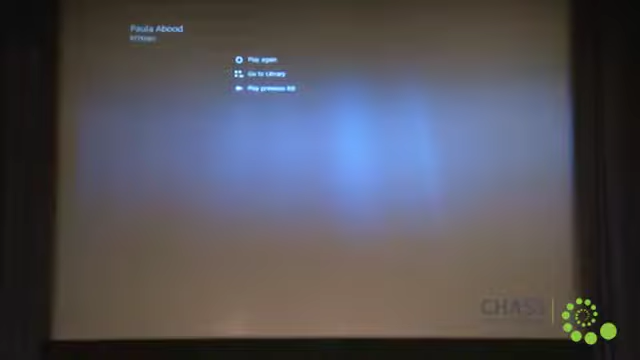 Paula Abood
Play again
Go to Library
Play previous list
CHASS